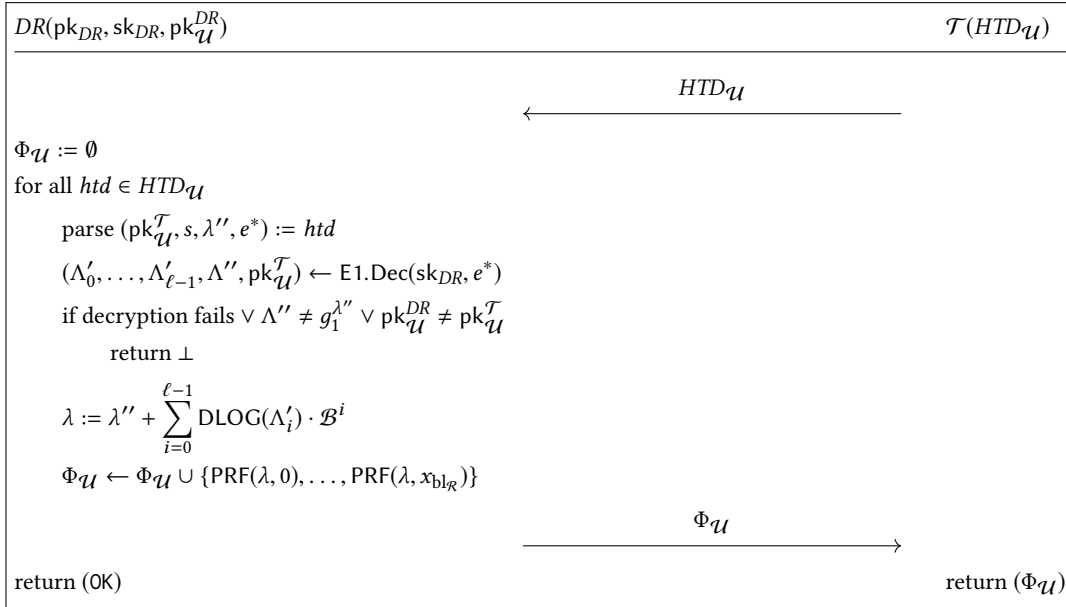 DR(pk_DR, sk_DR, pk_𝒰^DR) 𝒯(HTD_𝒰)
HTD_𝒰
Φ_𝒰 := ∅
for all htd ∈ HTD_𝒰
parse (pk_𝒰^𝒯, s, λ′′, e*) := htd
(Λ′_0, . . . , Λ′_{ℓ−1}, Λ′′, pk_𝒰^𝒯) ← E1.Dec(sk_DR, e*)
if decryption fails ∨ Λ′′ ≠ g_1^{λ′′} ∨ pk_𝒰^DR ≠ pk_𝒰^𝒯
return ⊥
λ := λ′′ + ∑_{i=0}^{ℓ−1} DLOG(Λ′_i) · ℬ^i
Φ_𝒰 ← Φ_𝒰 ∪ {PRF(λ, 0), . . . , PRF(λ, x_{bl_ℛ})}
Φ_𝒰
return (OK) return (Φ_𝒰)